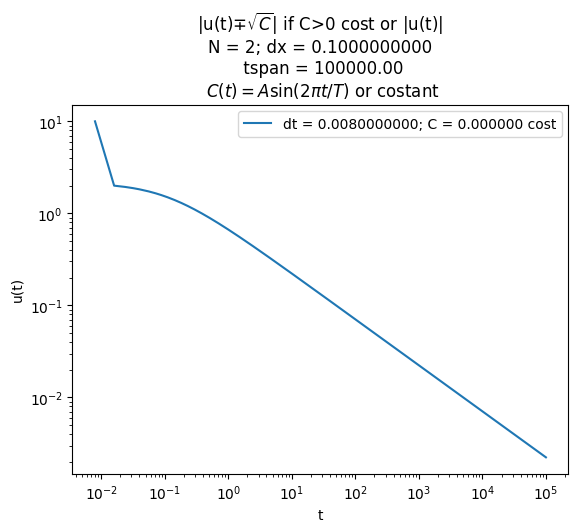 |u(t)∓√C| if C>0 cost or |u(t)|
N = 2; dx = 0.1000000000
tspan = 100000.00
C(t) = Asin(2πt/T) or costant
dt = 0.0080000000; C = 0.000000 cost
10¹
10⁰
10⁻¹
10⁻²
u(t)
10⁻² 10⁻¹ 10⁰ 10¹ 10² 10³ 10⁴ 10⁵
t